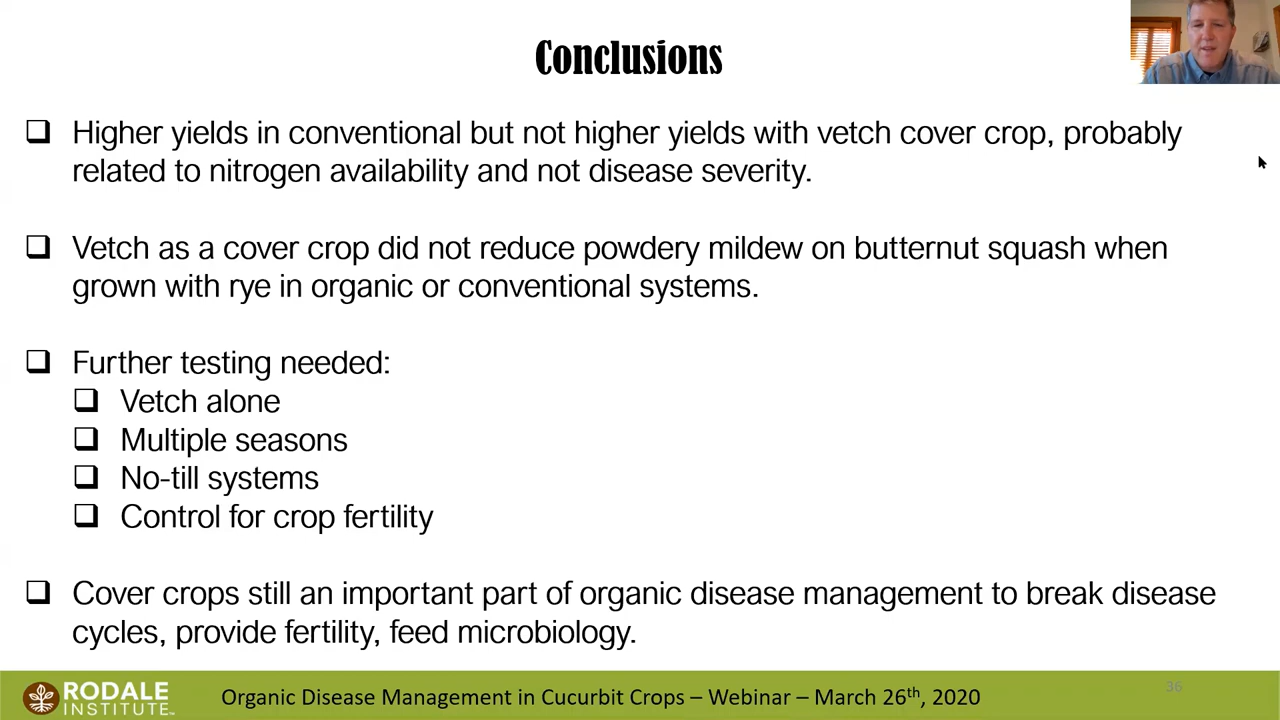 Conclusions
Higher yields in conventional but not higher yields with vetch cover crop, probably
related to nitrogen availability and not disease severity.
Vetch as a cover crop did not reduce powdery mildew on butternut squash when
grown with rye in organic or conventional systems.
Further testing needed:
Vetch alone
Multiple seasons
No-till systems
Control for crop fertility
Cover crops still an important part of organic disease management to break disease
cycles, provide fertility, feed microbiology.
RODALE
INSTITUTE™
Organic Disease Management in Cucurbit Crops – Webinar – March 26th, 2020
36